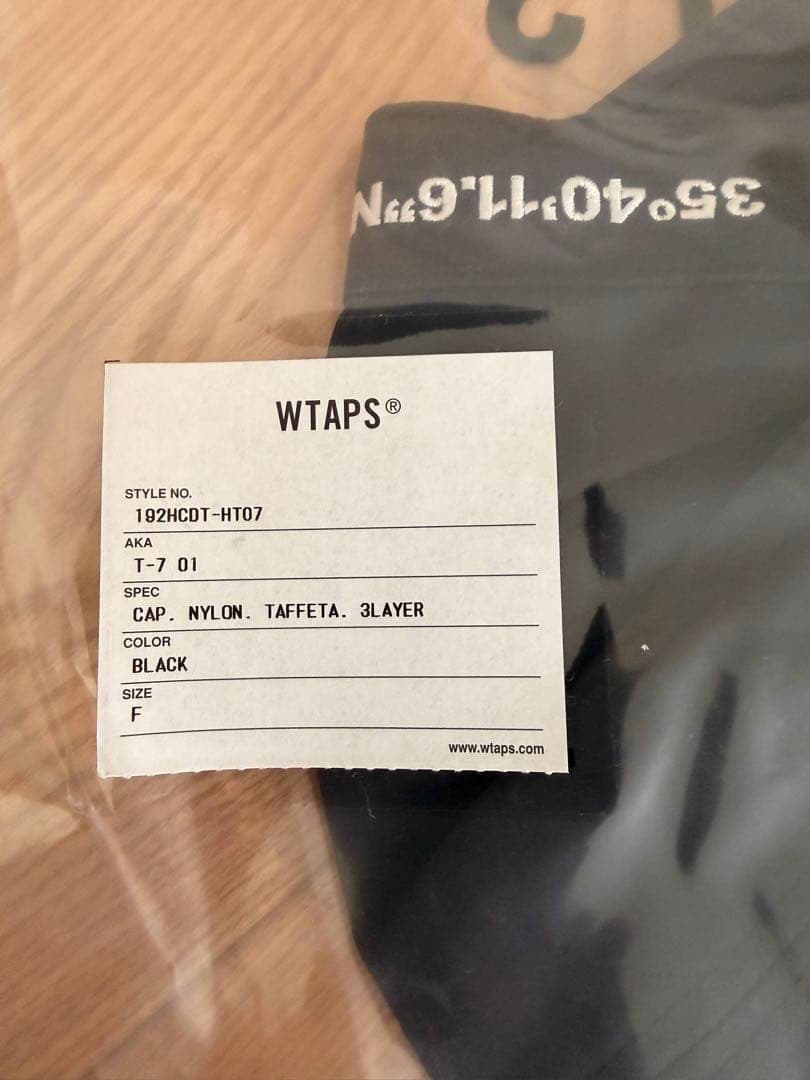 35°40'11.6"N
WTAPS®
STYLE NO.
192HCDT-HT07
AKA
T-7 01
SPEC
CAP. NYLON. TAFFETA. 3LAYER
COLOR
BLACK
SIZE
F
www.wtaps.com